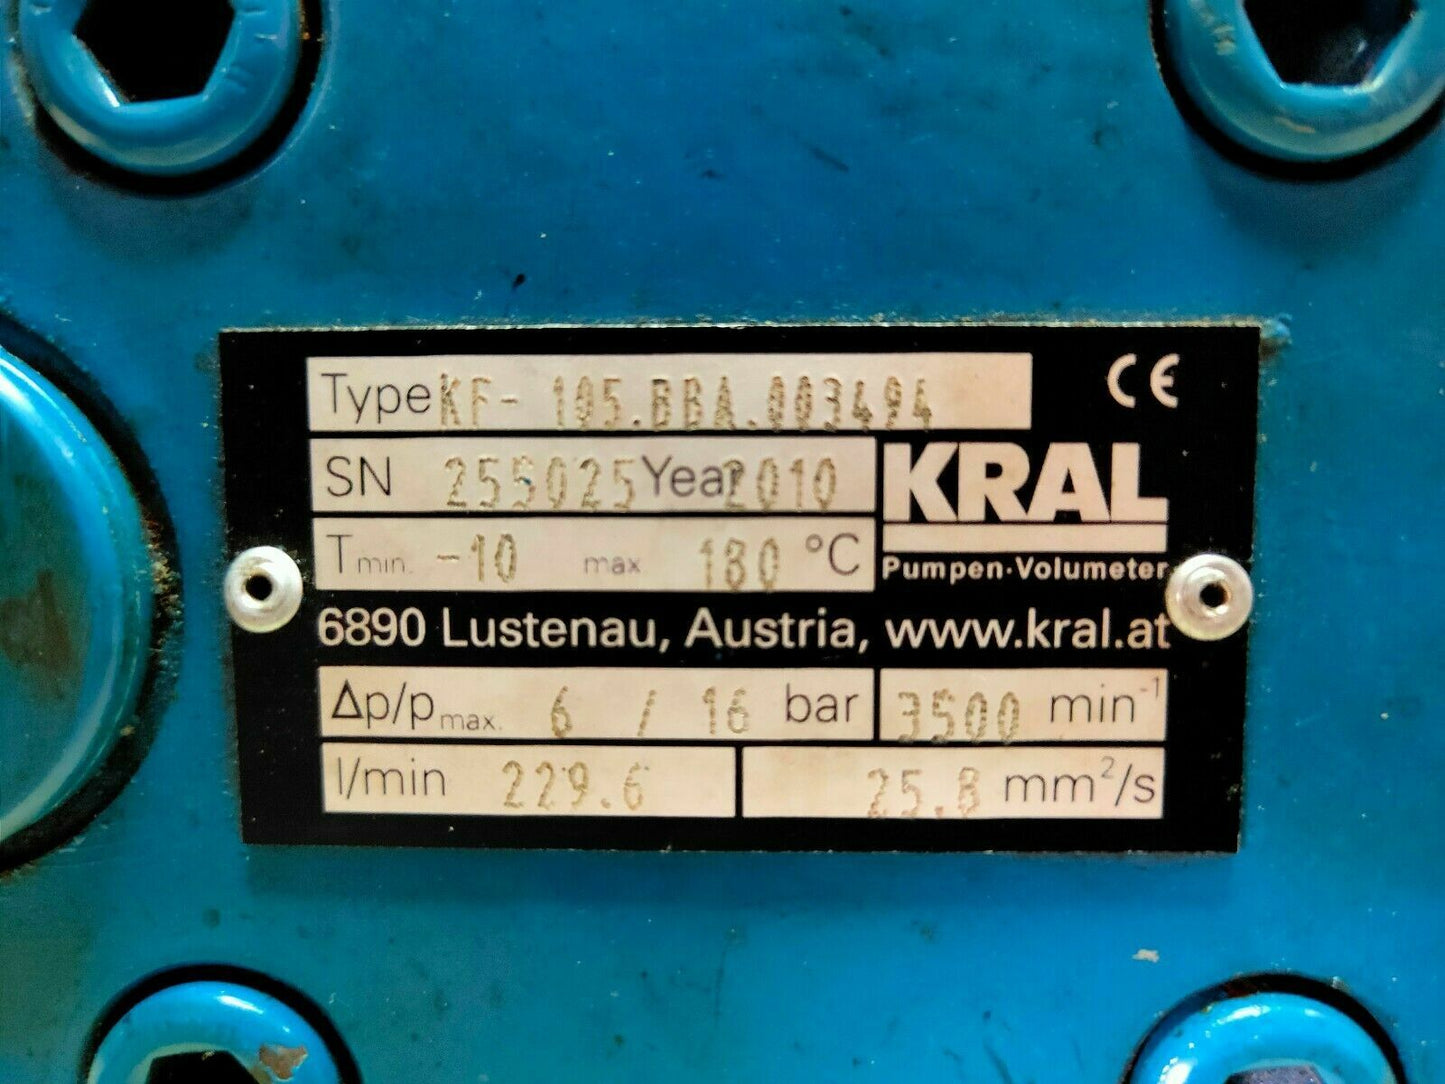 Type KF- 105.BBA.003494 CE
SN 255025 Year 2010 KRAL
Tmin. -10 max 180 °C Pumpen·Volumeter
6890 Lustenau, Austria, www.kral.at
Δp/pmax. 6 / 16 bar 3500 min⁻¹
l/min 229.6 25.8 mm²/s